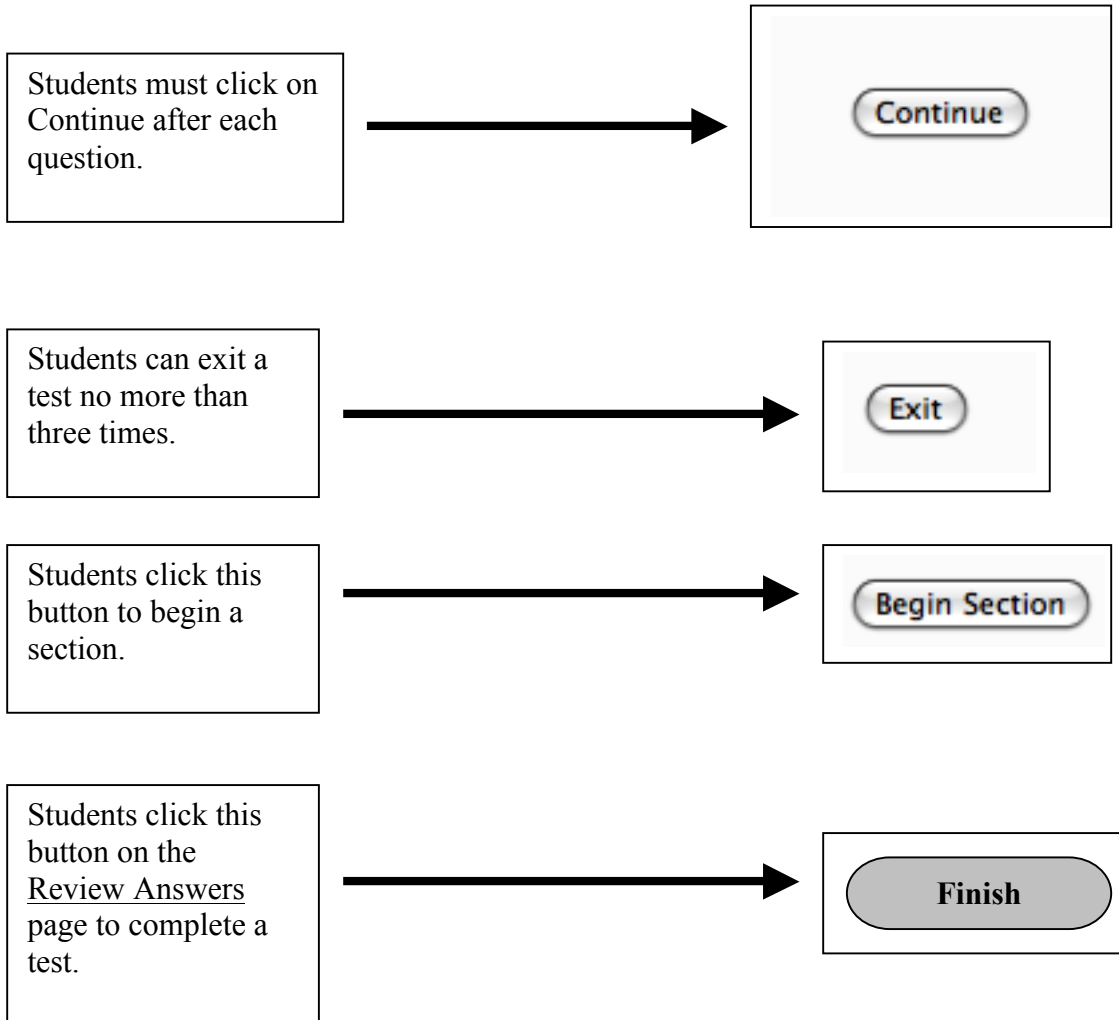 Students must click on
Continue after each
question.
Continue
Students can exit a
test no more than
three times.
Exit
Students click this
button to begin a
section.
Begin Section
Students click this
button on the
Review Answers
page to complete a
test.
Finish